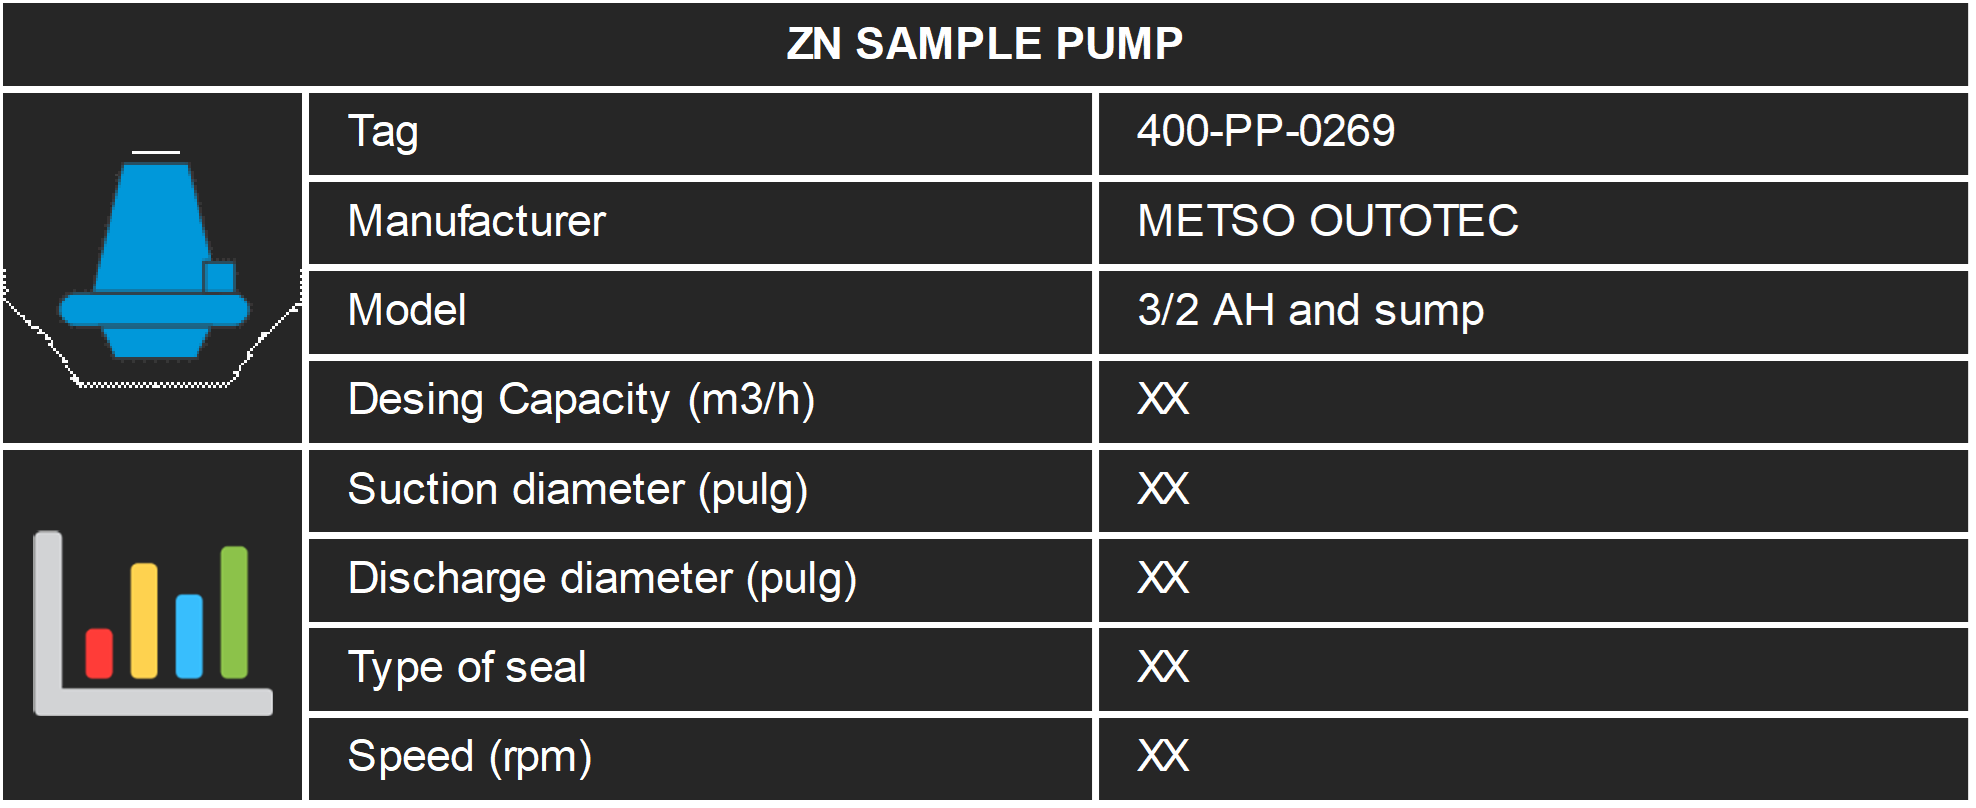 ZN SAMPLE PUMP
Tag 400-PP-0269
Manufacturer METSO OUTOTEC
Model 3/2 AH and sump
Desing Capacity (m3/h) XX
Suction diameter (pulg) XX
Discharge diameter (pulg) XX
Type of seal XX
Speed (rpm) XX